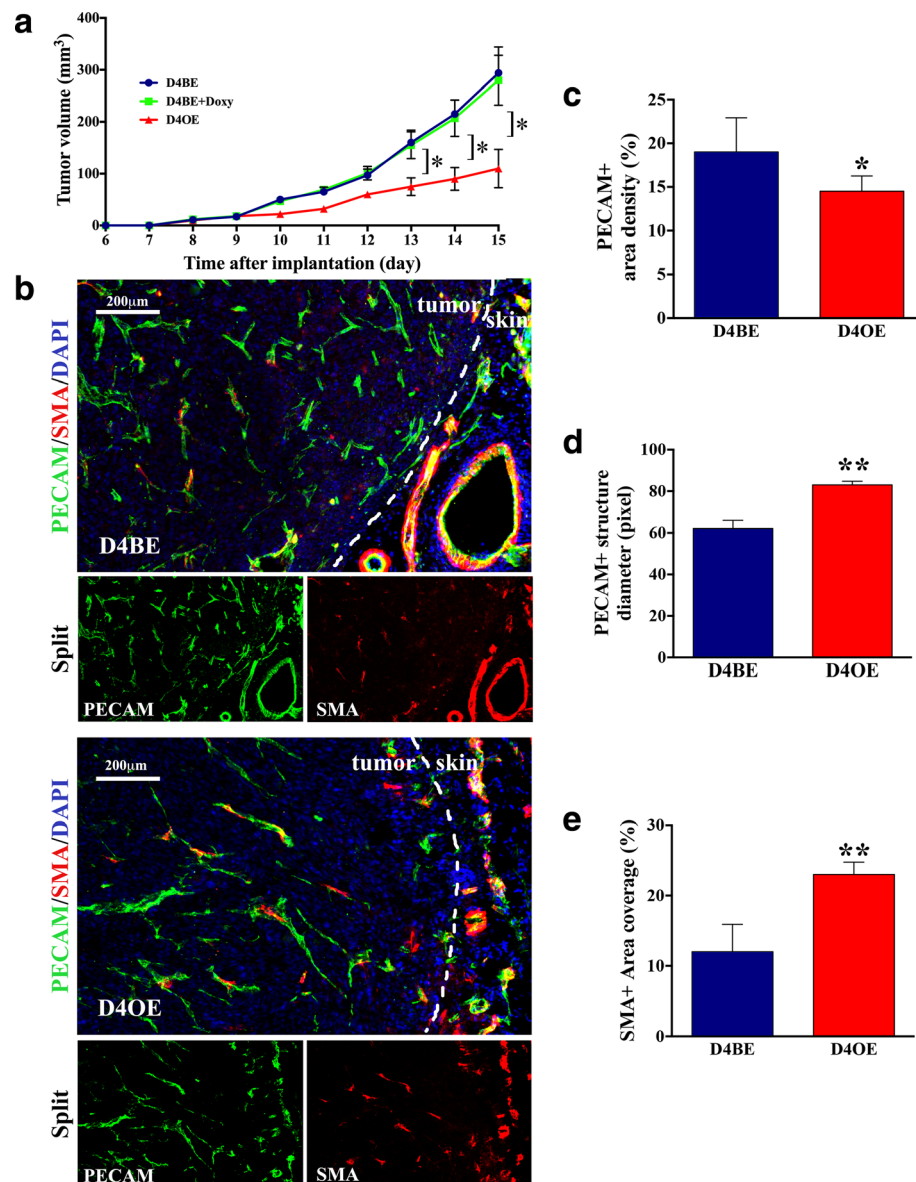 a
Tumor volume (mm³)
400
300
200
100
0
D4BE
D4BE+Doxy
D4OE
*
*
*
6 7 8 9 10 11 12 13 14 15
Time after implantation (day)
b
PECAM/SMA/DAPI
200μm
tumor
skin
D4BE
Split
PECAM
SMA
PECAM/SMA/DAPI
200μm
tumor skin
D4OE
Split
PECAM
SMA
c
PECAM+
area density (%)
25
20
15
10
5
0
*
D4BE D4OE
d
PECAM+ structure
diameter (pixel)
100
80
60
40
20
0
**
D4BE D4OE
e
SMA+ Area coverage (%)
30
20
10
0
**
D4BE D4OE